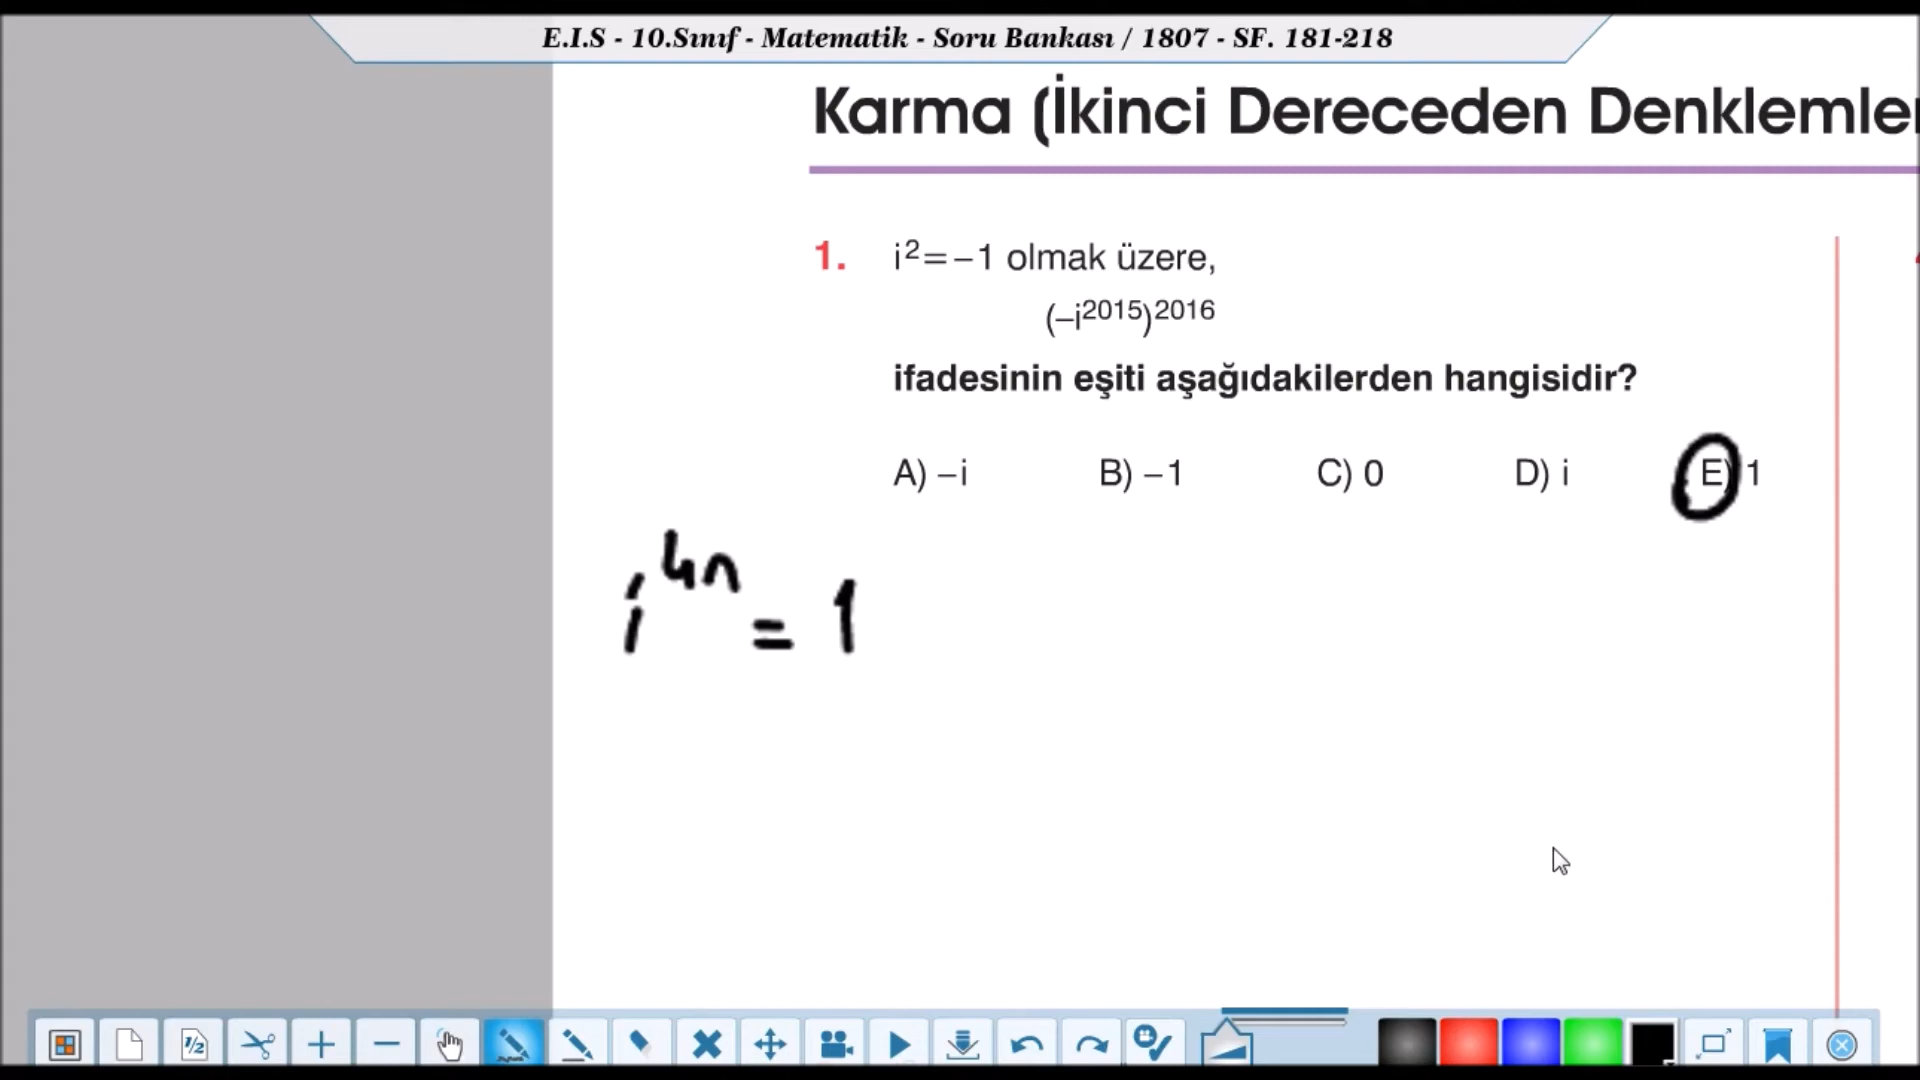 E.I.S - 10.Sınıf - Matematik - Soru Bankası / 1807 - SF. 181-218
Karma (İkinci Dereceden Denklemler
1. i² = –1 olmak üzere,
(–i²⁰¹⁵)²⁰¹⁶
ifadesinin eşiti aşağıdakilerden hangisidir?
A) –i B) –1 C) 0 D) i E) 1
i⁴ⁿ = 1